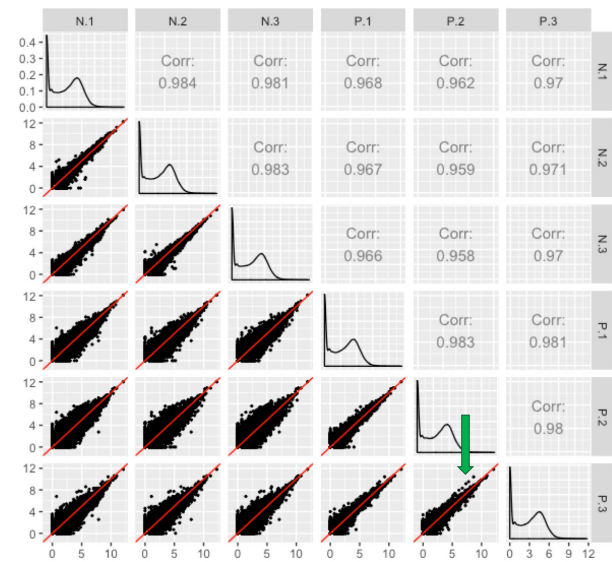 N.1 N.2 N.3 P.1 P.2 P.3
0.4
0.3
0.2
0.1
0.0
Corr: Corr: Corr: Corr: Corr:
0.984 0.981 0.968 0.962 0.97
N.1
12
8
4
0
Corr: Corr: Corr: Corr:
0.983 0.967 0.959 0.971
N.2
12
8
4
0
Corr: Corr: Corr:
0.966 0.958 0.97
N.3
12
8
4
0
Corr: Corr:
0.983 0.981
P.1
12
8
4
0
Corr:
0.98
P.2
12
8
4
0
P.3
0 5 10 0 5 10 0 5 10 0 5 10 0 5 10 0 3 6 9 12